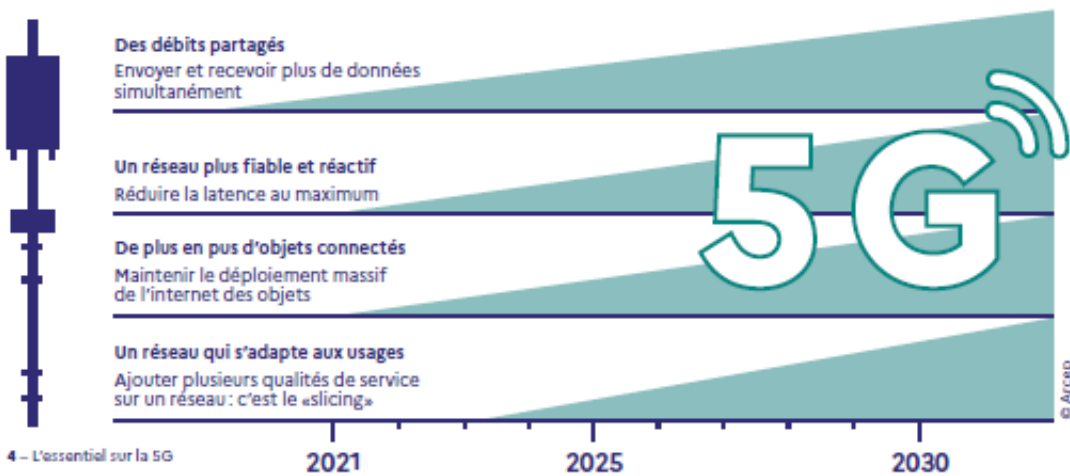 Des débits partagés
Envoyer et recevoir plus de données
simultanément
Un réseau plus fiable et réactif
Réduire la latence au maximum
De plus en pus d'objets connectés
Maintenir le déploiement massif
de l'internet des objets
Un réseau qui s'adapte aux usages
Ajouter plusieurs qualités de service
sur un réseau : c'est le «slicing»
5G
© Arcep
4 – L'essentiel sur la 5G
2021 2025 2030